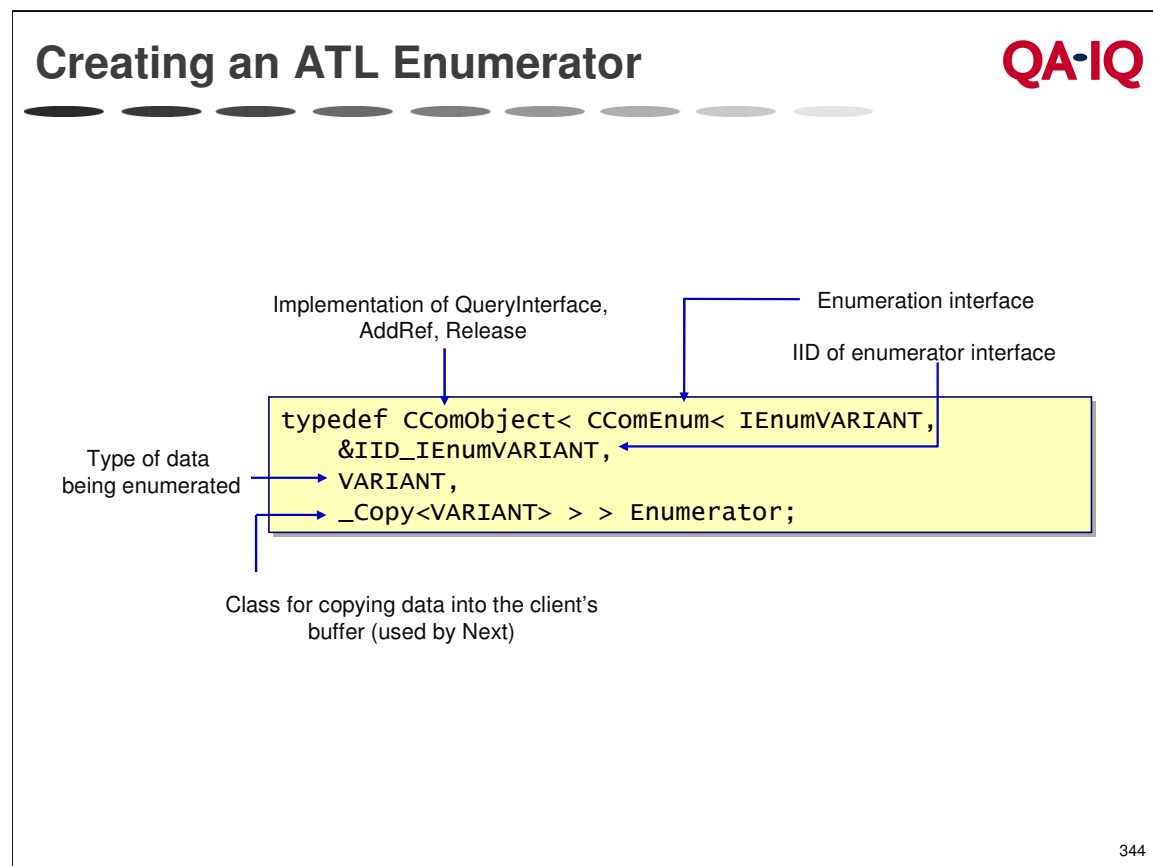 Creating an ATL Enumerator
QA·IQ
Implementation of QueryInterface,
AddRef, Release
Enumeration interface
IID of enumerator interface
typedef CComObject< CComEnum< IEnumVARIANT,
&IID_IEnumVARIANT,
VARIANT,
_Copy<VARIANT> > > Enumerator;
Type of data
being enumerated
Class for copying data into the client’s
buffer (used by Next)
344